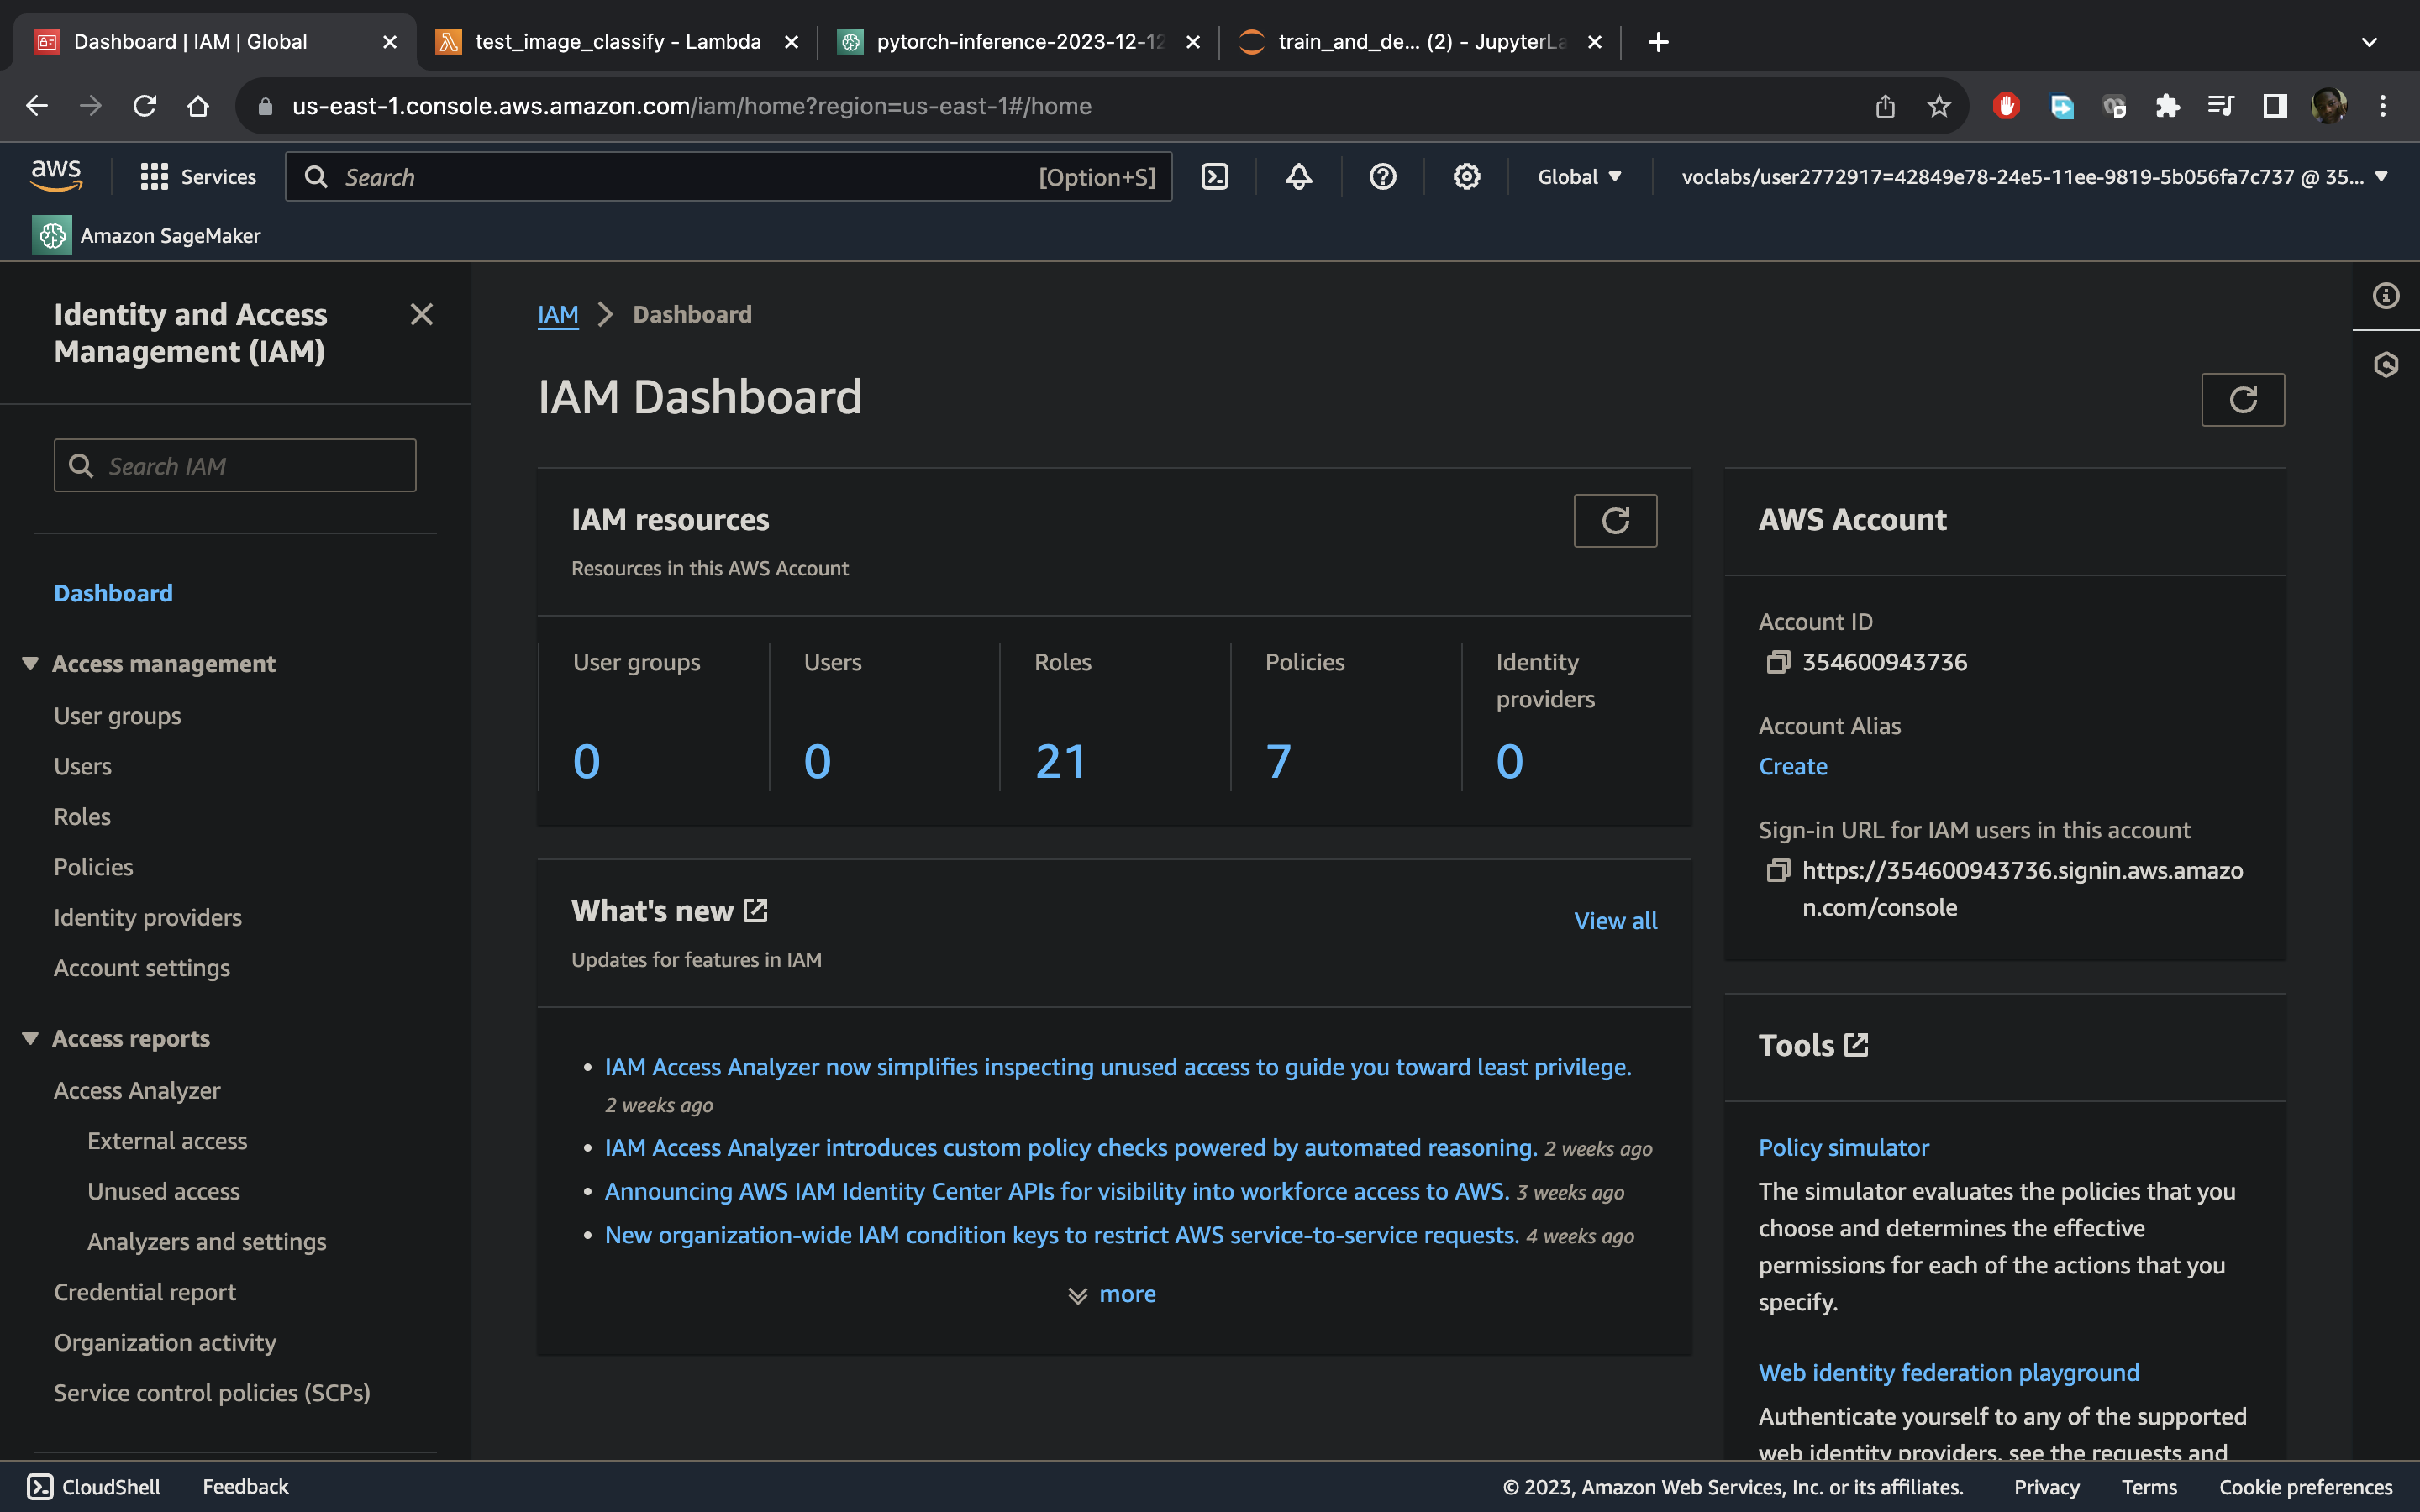 Dashboard | IAM | Global
test_image_classify - Lambda
pytorch-inference-2023-12-12
train_and_de... (2) - JupyterLa
us-east-1.console.aws.amazon.com/iam/home?region=us-east-1#/home
aws
Services
Search
[Option+S]
Global
voclabs/user2772917=42849e78-24e5-11ee-9819-5b056fa7c737 @ 35...
Amazon SageMaker
Identity and Access
Management (IAM)
Search IAM
Dashboard
Access management
User groups
Users
Roles
Policies
Identity providers
Account settings
Access reports
Access Analyzer
External access
Unused access
Analyzers and settings
Credential report
Organization activity
Service control policies (SCPs)
IAM
Dashboard
IAM Dashboard
IAM resources
Resources in this AWS Account
User groups
0
Users
0
Roles
21
Policies
7
Identity
providers
0
What's new
View all
Updates for features in IAM
IAM Access Analyzer now simplifies inspecting unused access to guide you toward least privilege.
2 weeks ago
IAM Access Analyzer introduces custom policy checks powered by automated reasoning. 2 weeks ago
Announcing AWS IAM Identity Center APIs for visibility into workforce access to AWS. 3 weeks ago
New organization-wide IAM condition keys to restrict AWS service-to-service requests. 4 weeks ago
more
AWS Account
Account ID
354600943736
Account Alias
Create
Sign-in URL for IAM users in this account
https://354600943736.signin.aws.amazo
n.com/console
Tools
Policy simulator
The simulator evaluates the policies that you
choose and determines the effective
permissions for each of the actions that you
specify.
Web identity federation playground
Authenticate yourself to any of the supported
web identity providers, see the requests and
CloudShell
Feedback
© 2023, Amazon Web Services, Inc. or its affiliates.
Privacy
Terms
Cookie preferences